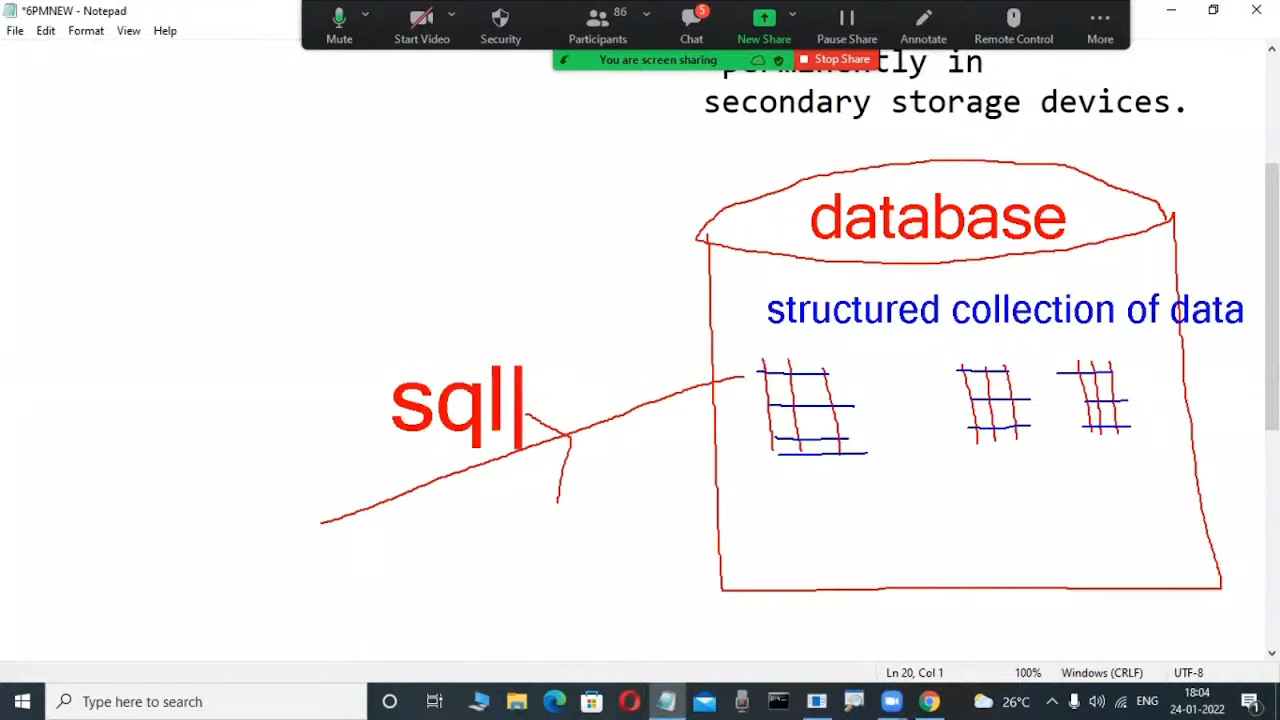 *6PMNEW - Notepad
File Edit Format View Help
Mute Start Video Security Participants 86 Chat 5 New Share Pause Share Annotate Remote Control More
You are screen sharing Stop Share
in
secondary storage devices.
database
structured collection of data
sqll
Ln 20, Col 1 100% Windows (CRLF) UTF-8
Type here to search
26°C ENG 18:04
24-01-2022 1